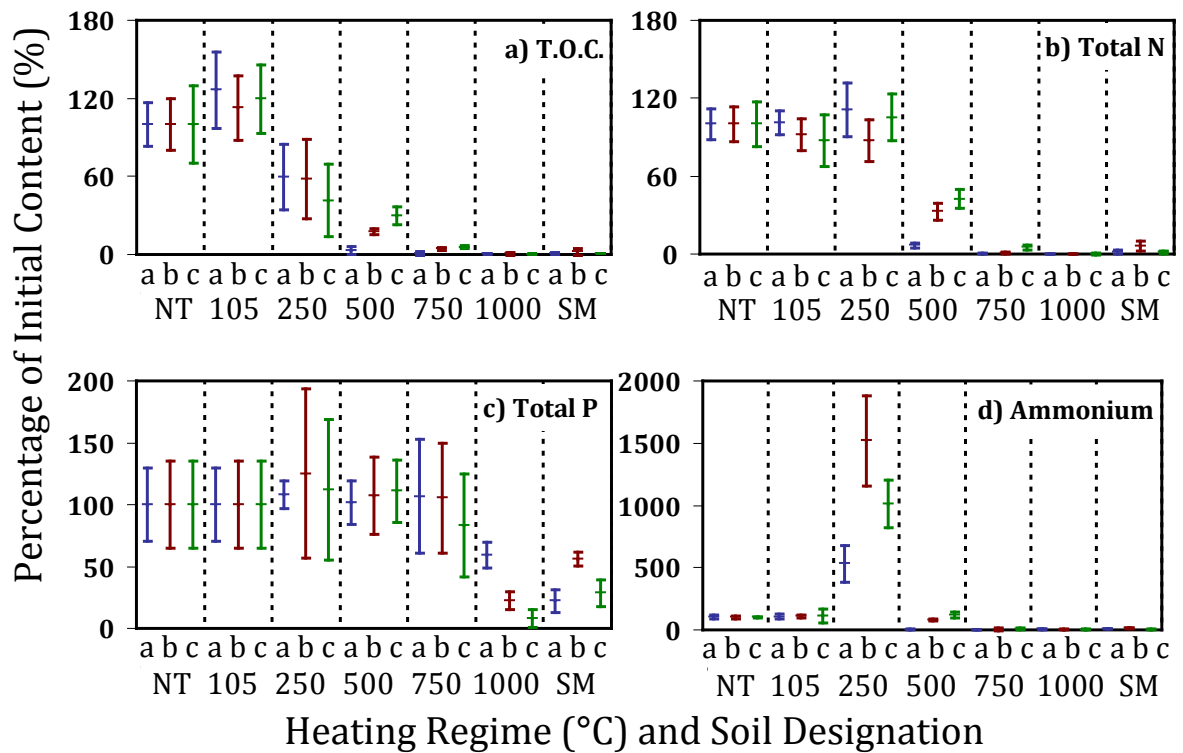 Percentage of Initial Content (%)
180
120
60
0
a) T.O.C.
a b c a b c a b c a b c a b c a b c a b c
NT 105 250 500 750 1000 SM
180
120
60
0
b) Total N
a b c a b c a b c a b c a b c a b c a b c
NT 105 250 500 750 1000 SM
200
150
100
50
0
c) Total P
a b c a b c a b c a b c a b c a b c a b c
NT 105 250 500 750 1000 SM
2000
1500
1000
500
0
d) Ammonium
a b c a b c a b c a b c a b c a b c a b c
NT 105 250 500 750 1000 SM
Heating Regime (°C) and Soil Designation